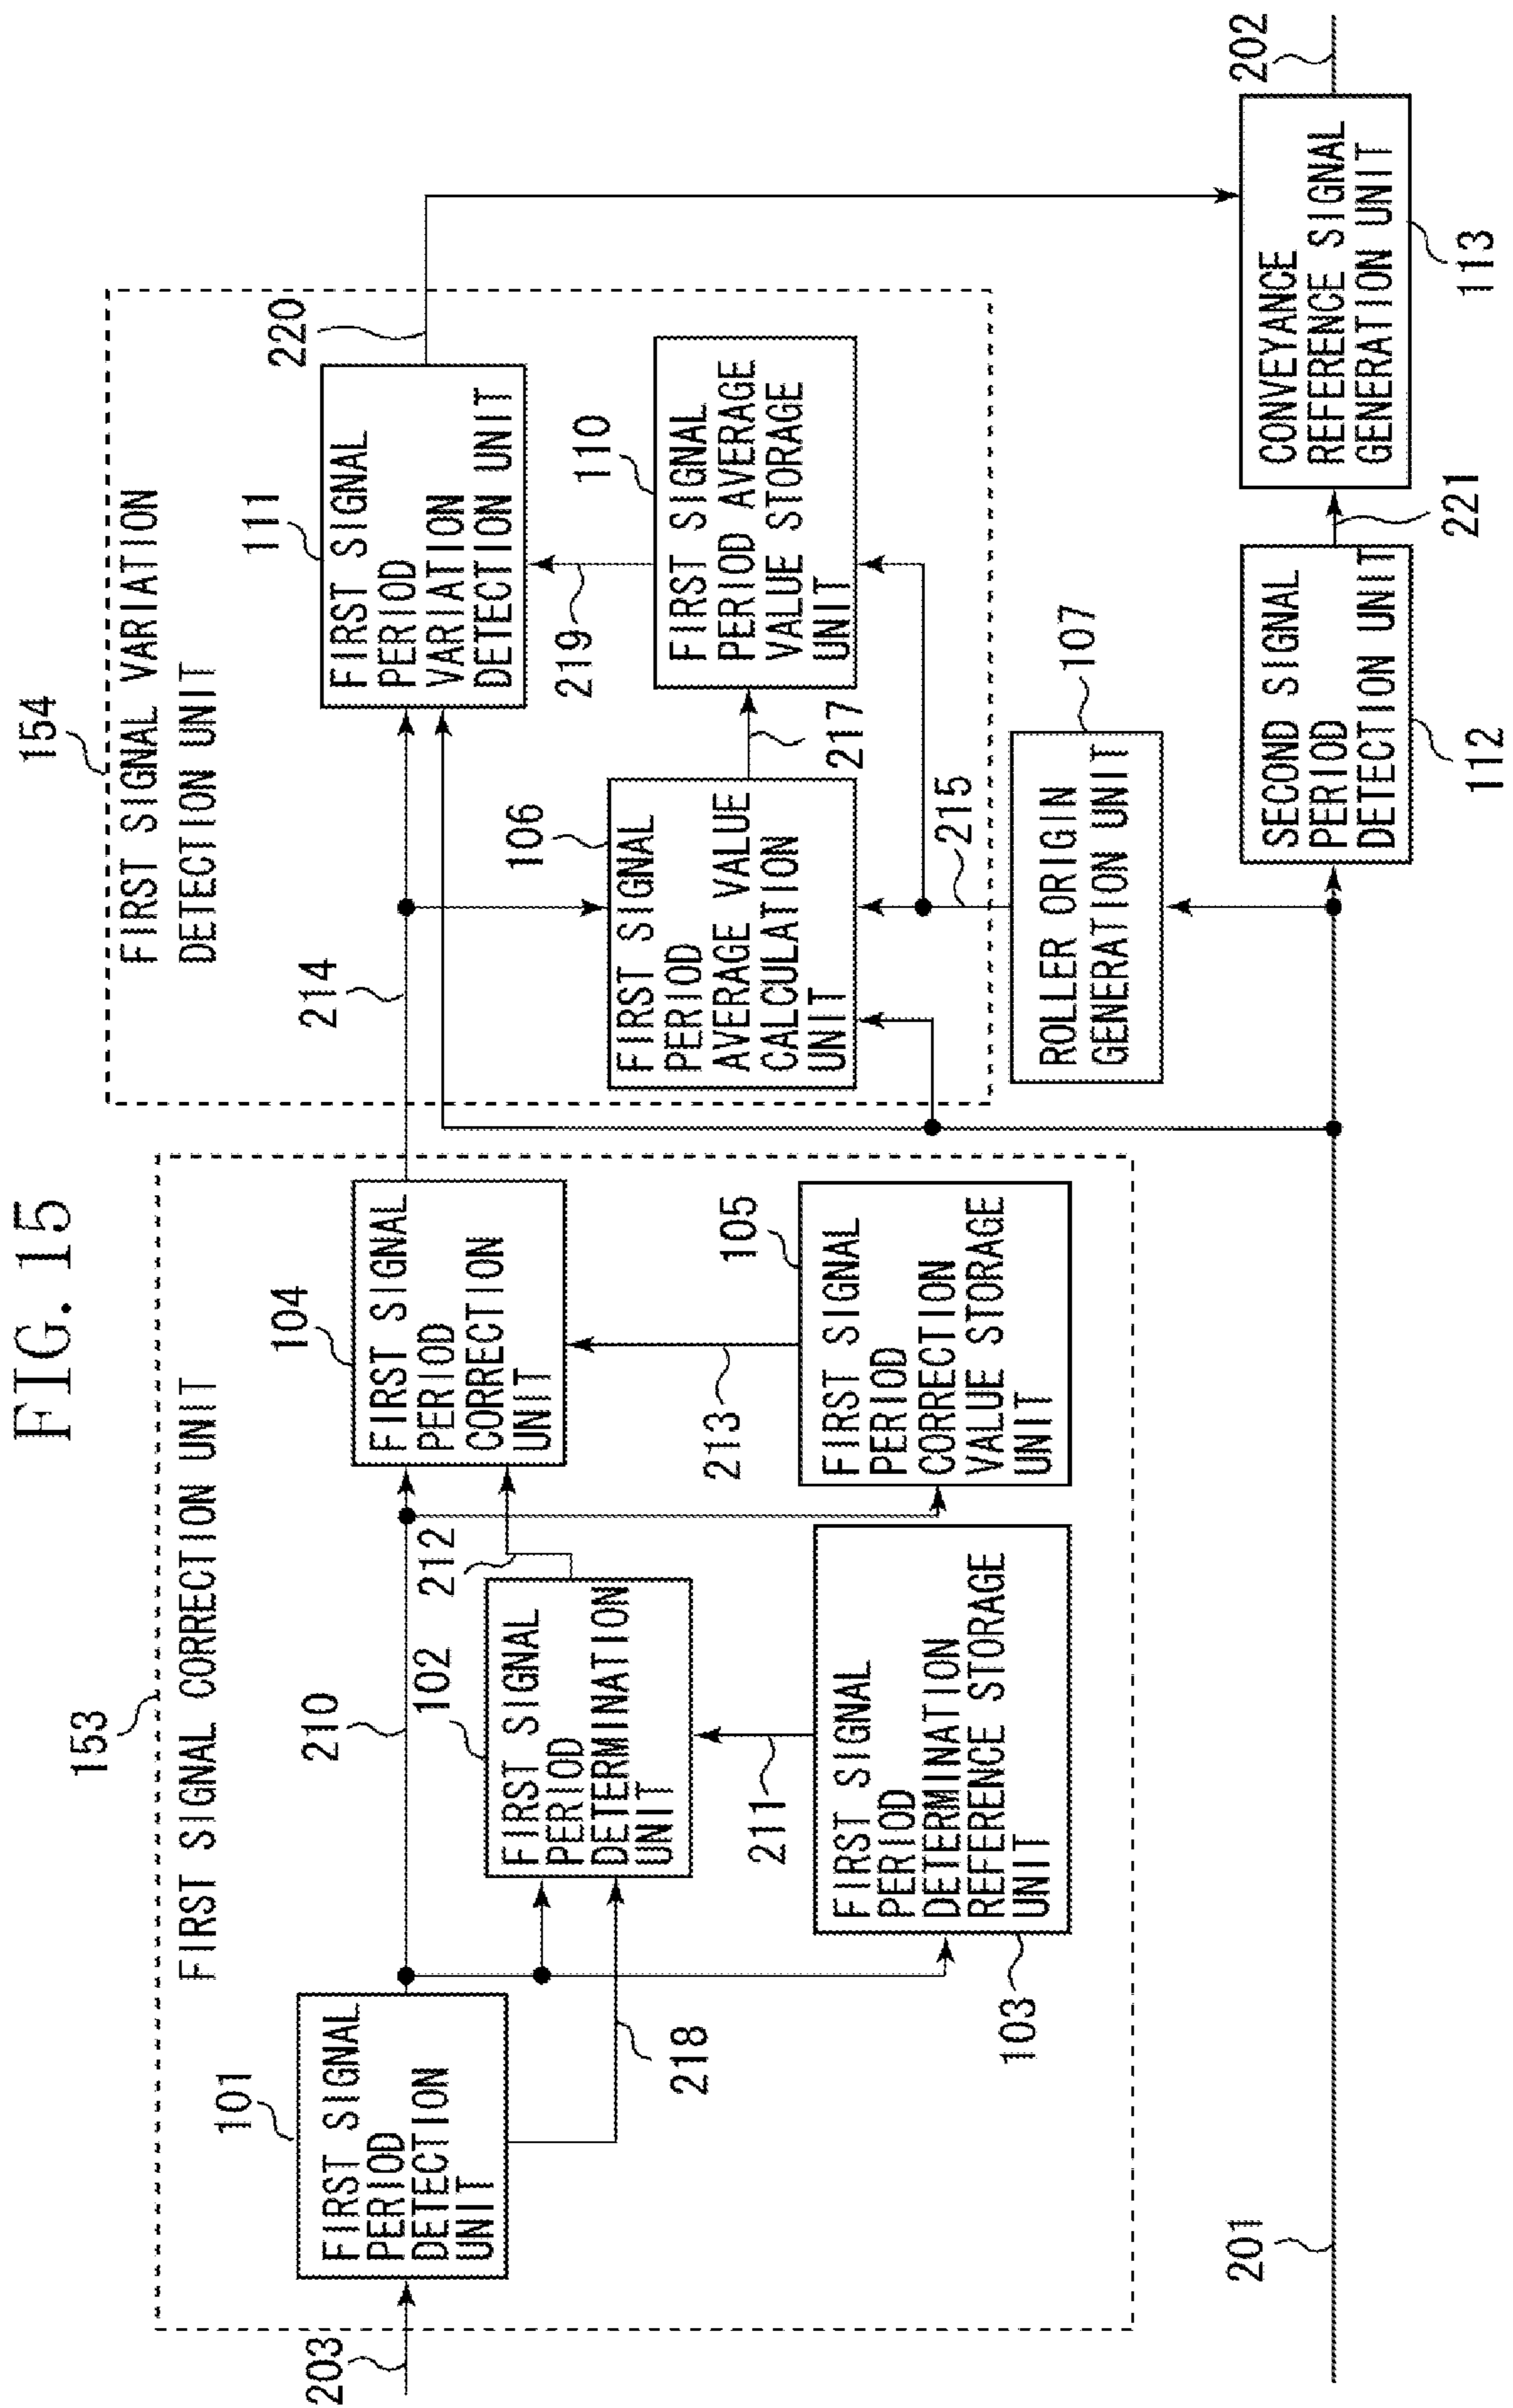 FIG. 15
153
FIRST SIGNAL CORRECTION UNIT
203
101
FIRST SIGNAL
PERIOD
DETECTION
UNIT
218
210
102
FIRST SIGNAL
PERIOD
DETERMINATION
UNIT
211
212
103
FIRST SIGNAL
PERIOD
DETERMINATION
REFERENCE STORAGE
UNIT
104
FIRST SIGNAL
PERIOD
CORRECTION
UNIT
213
105
FIRST SIGNAL
PERIOD
CORRECTION
VALUE STORAGE
UNIT
154
FIRST SIGNAL VARIATION
DETECTION UNIT
214
106
FIRST SIGNAL
PERIOD
AVERAGE VALUE
CALCULATION
UNIT
217
215
111
FIRST SIGNAL
PERIOD
VARIATION
DETECTION UNIT
219
220
110
FIRST SIGNAL
PERIOD AVERAGE
VALUE STORAGE
UNIT
107
ROLLER ORIGIN
GENERATION UNIT
201
SECOND SIGNAL
PERIOD
DETECTION UNIT
112
221
CONVEYANCE
REFERENCE SIGNAL
GENERATION UNIT
113
202